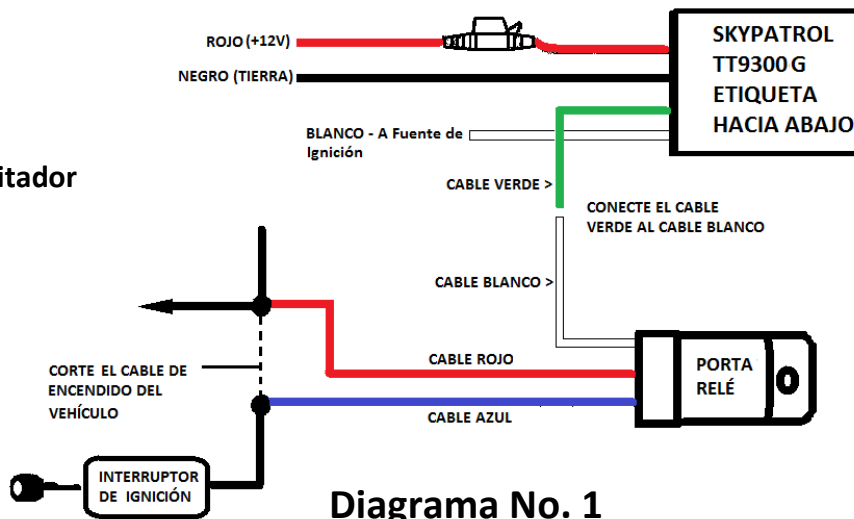 ROJO (+12V)
NEGRO (TIERRA)
SKYPATROL
TT9300G
ETIQUETA
HACIA ABAJO
BLANCO - A Fuente de
Ignición
itador
CABLE VERDE >
CONECTE EL CABLE
VERDE AL CABLE BLANCO
CABLE BLANCO >
CABLE ROJO
CORTE EL CABLE DE
ENCENDIDO DEL
VEHÍCULO
PORTA
RELÉ
CABLE AZUL
INTERRUPTOR
DE IGNICIÓN
Diagrama No. 1